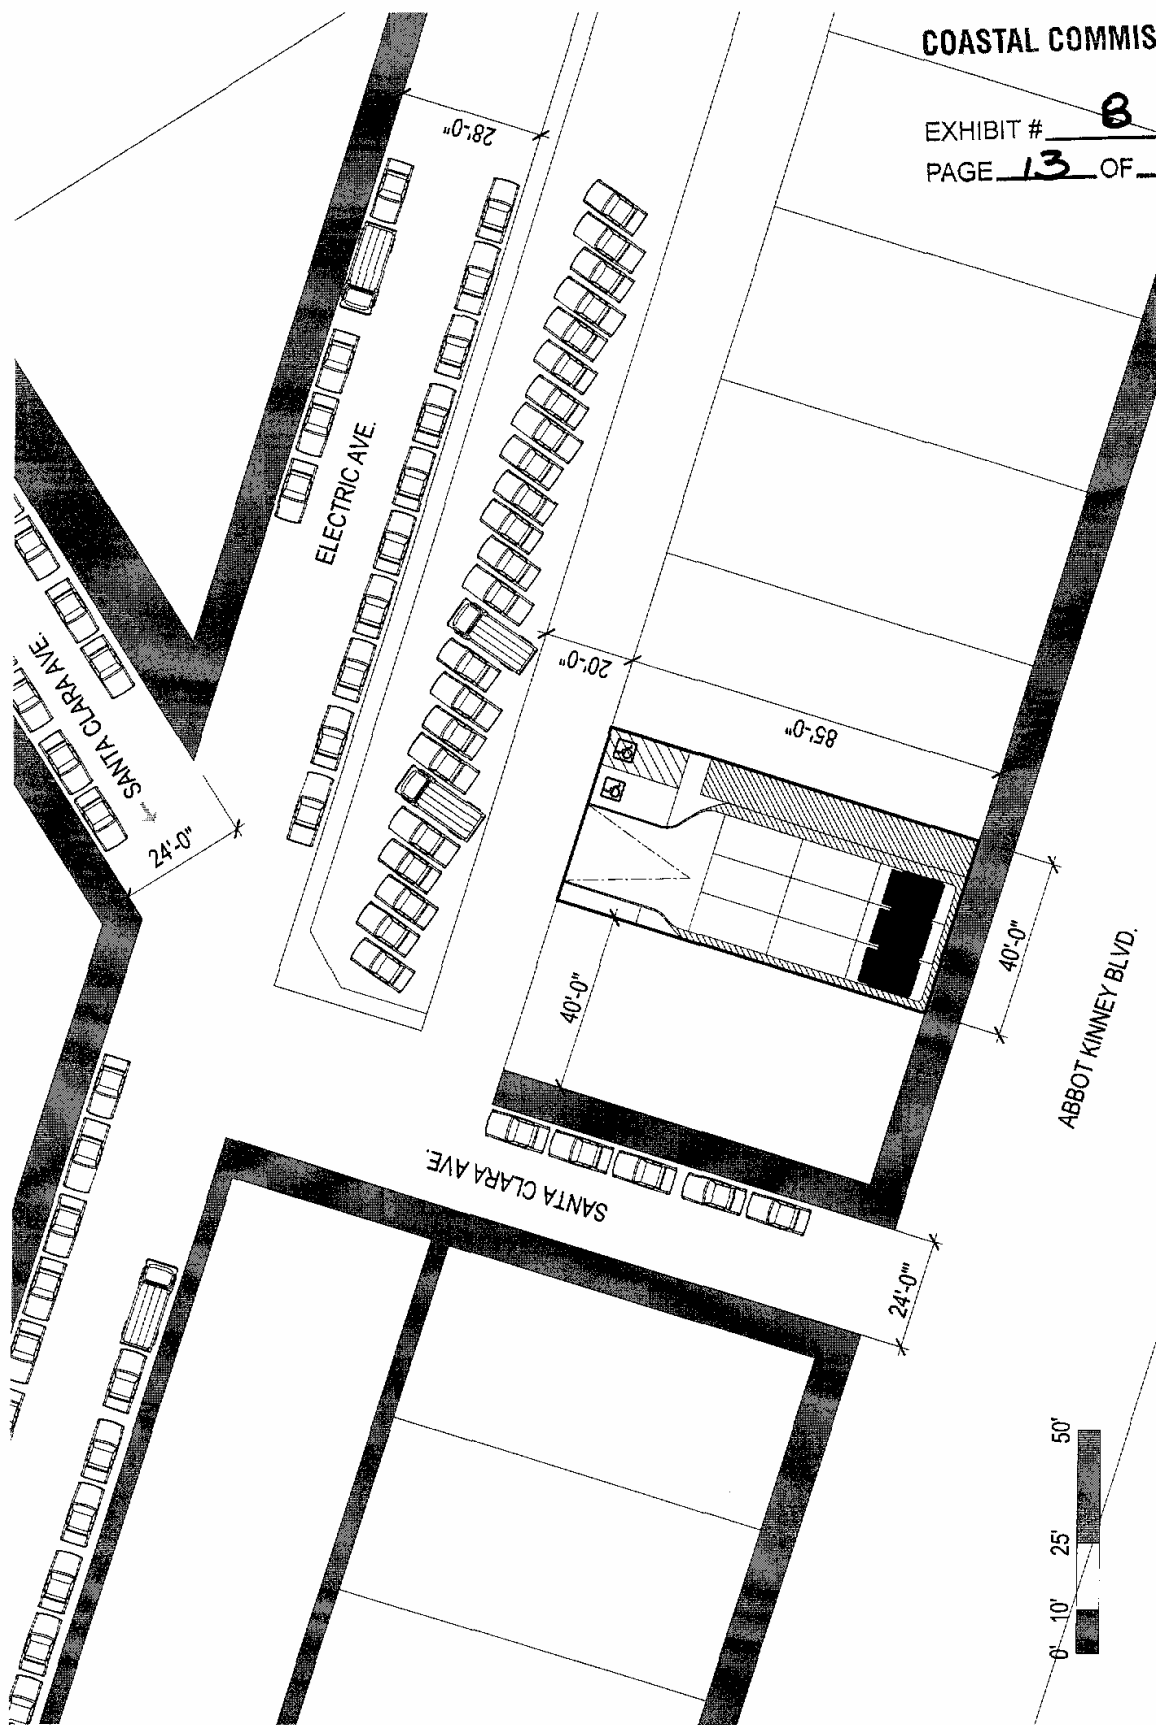 COASTAL COMMIS
EXHIBIT # 8
PAGE 13 OF
28'-0"
ELECTRIC AVE.
SANTA CLARA AVE.
24'-0"
20'-0"
85'-0"
40'-0"
40'-0"
ABBOT KINNEY BLVD.
SANTA CLARA AVE.
24'-0"'
0' 10' 25' 50'